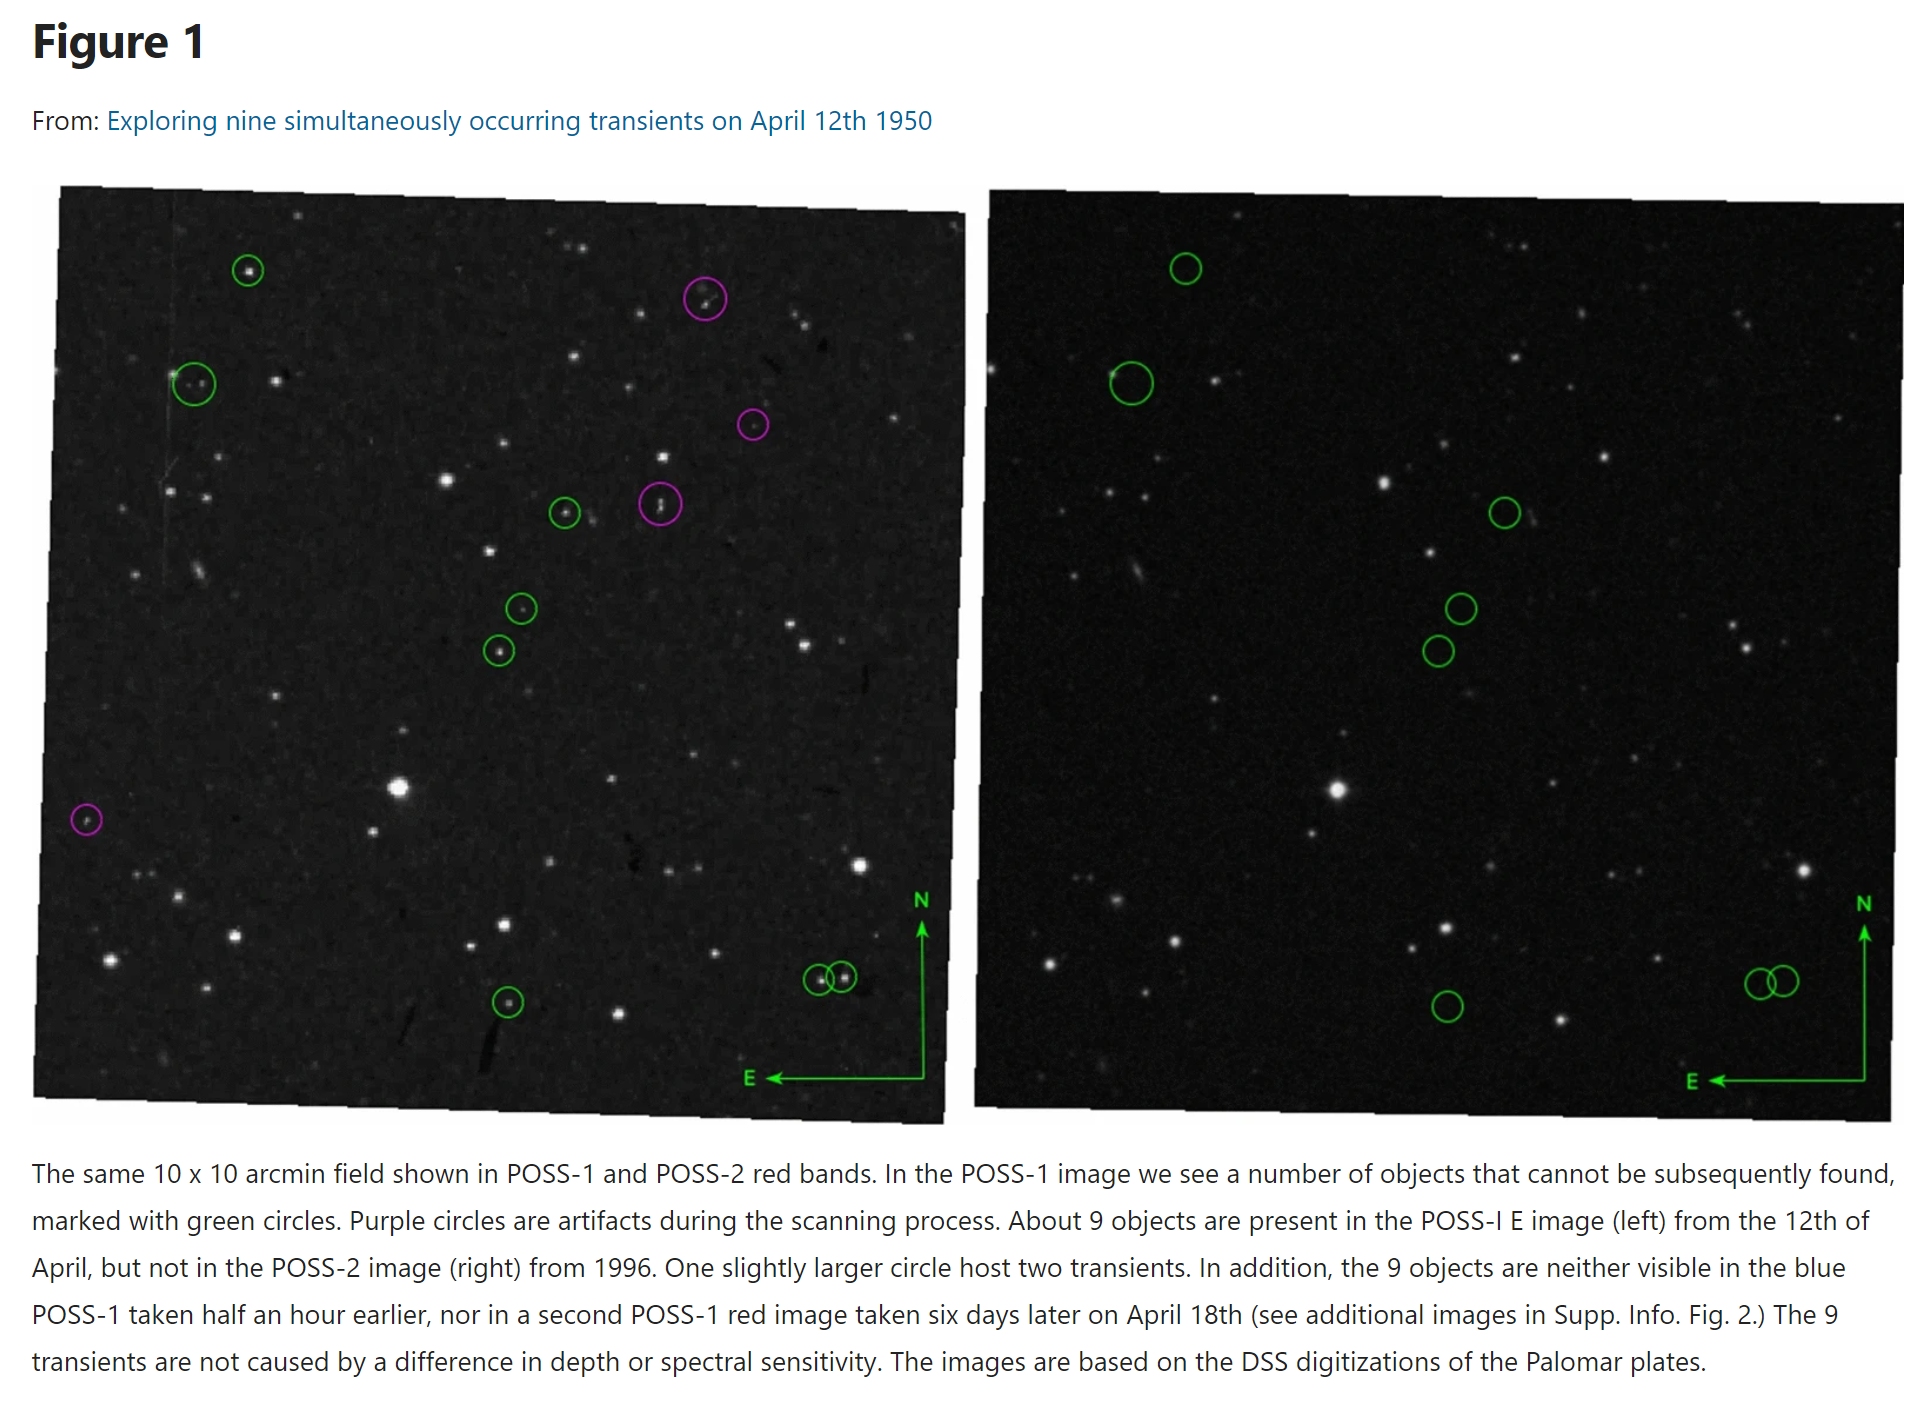 Figure 1
From: Exploring nine simultaneously occurring transients on April 12th 1950
N
E
N
E
The same 10 x 10 arcmin field shown in POSS-1 and POSS-2 red bands. In the POSS-1 image we see a number of objects that cannot be subsequently found,
marked with green circles. Purple circles are artifacts during the scanning process. About 9 objects are present in the POSS-I E image (left) from the 12th of
April, but not in the POSS-2 image (right) from 1996. One slightly larger circle host two transients. In addition, the 9 objects are neither visible in the blue
POSS-1 taken half an hour earlier, nor in a second POSS-1 red image taken six days later on April 18th (see additional images in Supp. Info. Fig. 2.) The 9
transients are not caused by a difference in depth or spectral sensitivity. The images are based on the DSS digitizations of the Palomar plates.